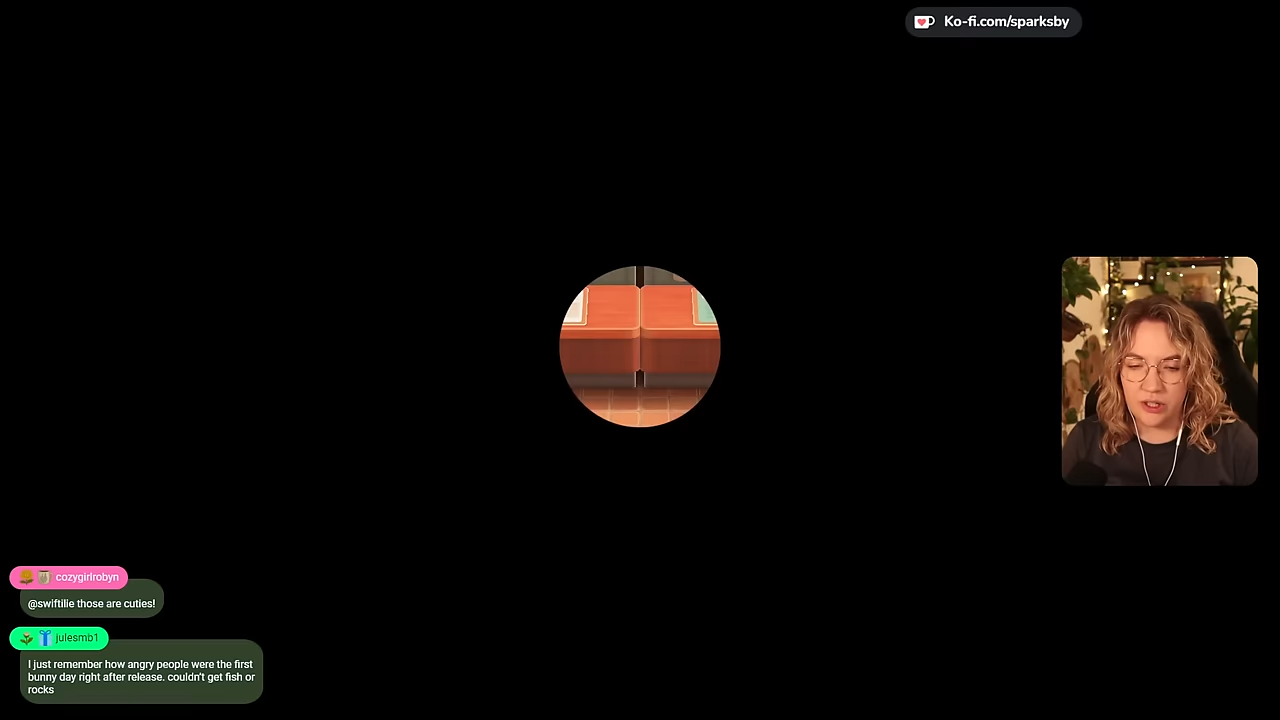 Ko-fi.com/sparksby
cozygirlrobyn
@swiftilie those are cuties!
julesmb1
I just remember how angry people were the first
bunny day right after release. couldn't get fish or
rocks